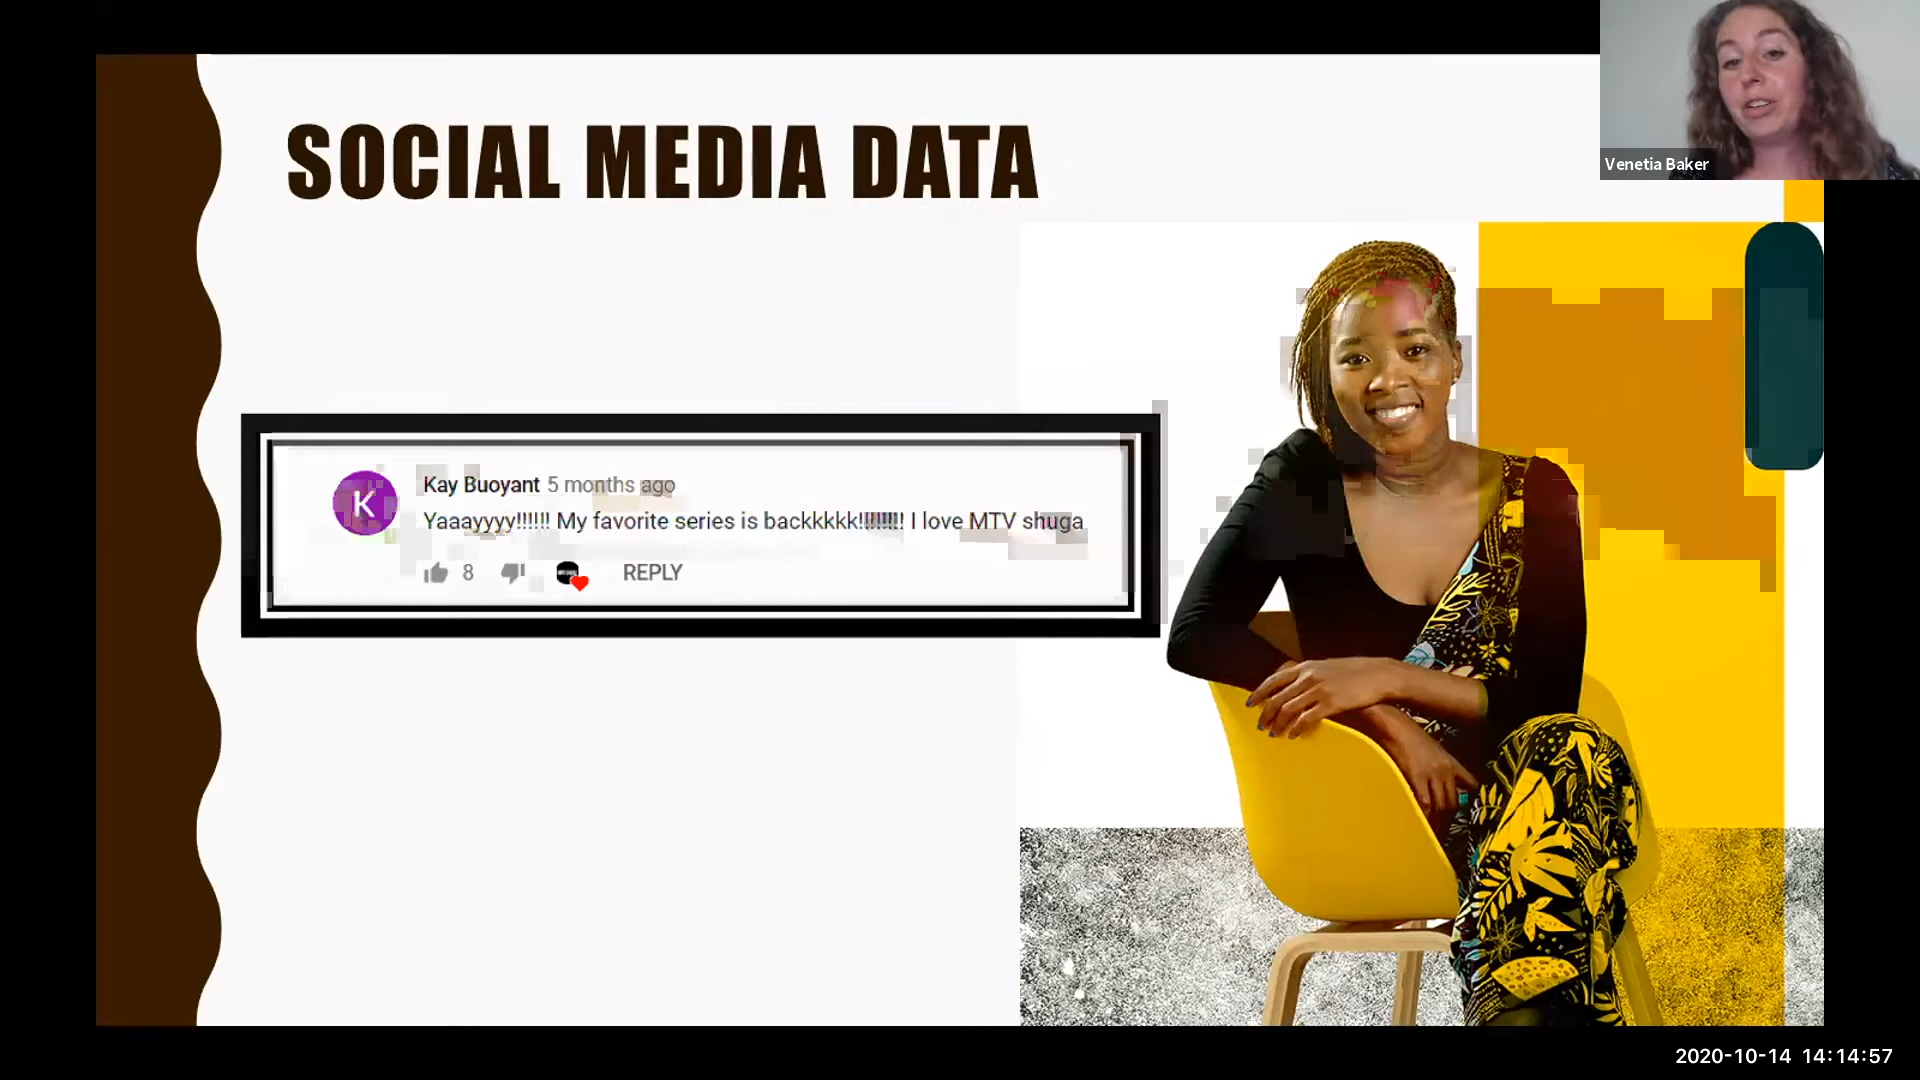 SOCIAL MEDIA DATA
Venetia Baker
K
Kay Buoyant 5 months ago
Yaaayyyy!!!!!! My favorite series is backkkkk!!!!!!!! I love MTV shuga
8
REPLY
2020-10-14 14:14:57